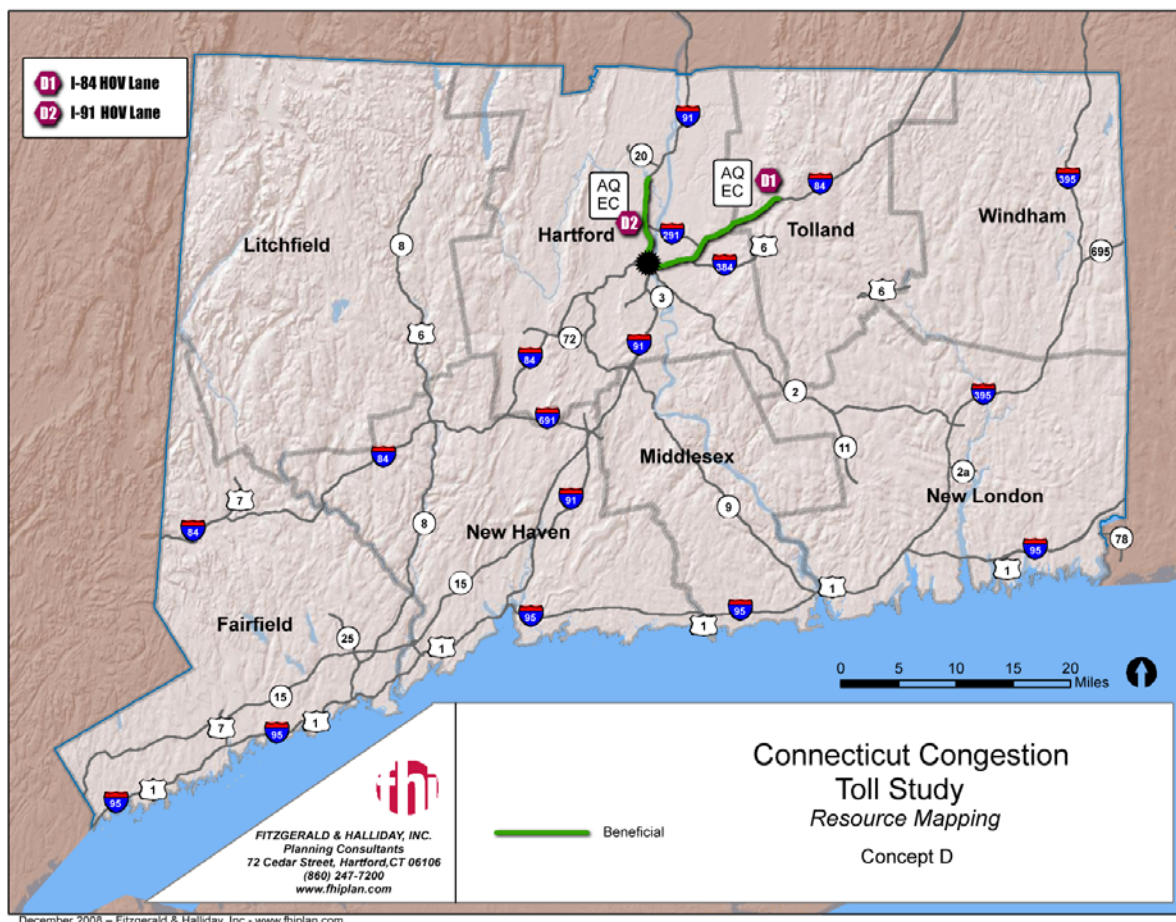 D1 I-84 HOV Lane
D2 I-91 HOV Lane
91
20
AQ
EC
D2
AQ
EC
D1
84
395
Windham
Litchfield
8
Hartford
291
Tolland
6
695
384
6
3
6
72
91
84
2
395
691
11
84
Middlesex
2a
7
8
91
9
New London
84
New Haven
95
78
15
1
1
95
95
1
Fairfield
25
1
0 5 10 15 20
Miles
15
7
1
95
1
95
fhi
FITZGERALD & HALLIDAY, INC.
Planning Consultants
72 Cedar Street, Hartford,CT 06106
(860) 247-7200
www.fhiplan.com
Beneficial
Connecticut Congestion
Toll Study
Resource Mapping
Concept D
December 2008 – Fitzgerald & Halliday, Inc - www.fhiplan.com